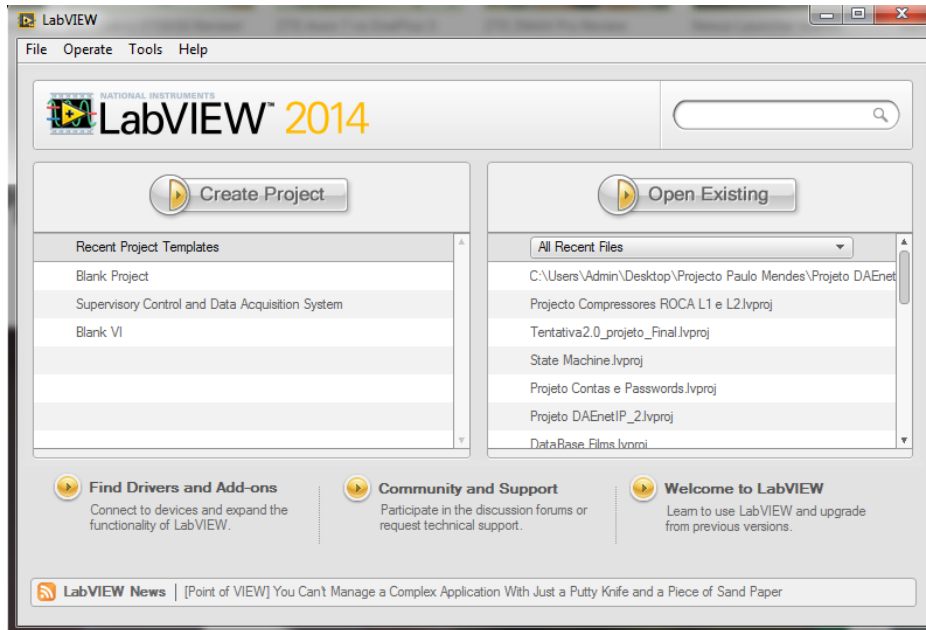 LabVIEW
File Operate Tools Help
NATIONAL INSTRUMENTS
LabVIEW™ 2014
Create Project
Recent Project Templates
Blank Project
Supervisory Control and Data Acquisition System
Blank VI
Open Existing
All Recent Files
C:\Users\Admin\Desktop\Projecto Paulo Mendes\Projeto DAEnet
Projecto Compressores ROCA L1 e L2.lvproj
Tentativa2.0_projeto_Final.lvproj
State Machine.lvproj
Projeto Contas e Passwords.lvproj
Projeto DAEnetIP_2.lvproj
DataBase Films.lvproj
Find Drivers and Add-ons
Connect to devices and expand the
functionality of LabVIEW.
Community and Support
Participate in the discussion forums or
request technical support.
Welcome to LabVIEW
Learn to use LabVIEW and upgrade
from previous versions.
LabVIEW News | [Point of VIEW] You Can't Manage a Complex Application With Just a Putty Knife and a Piece of Sand Paper